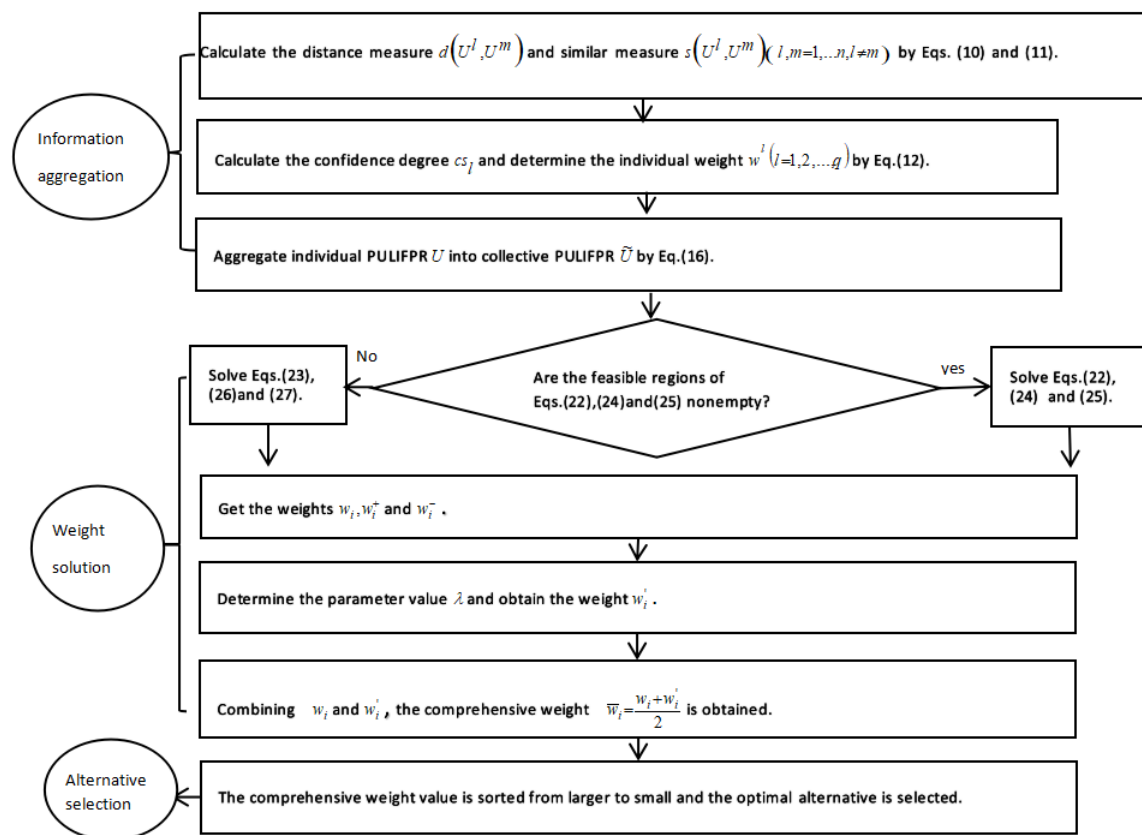 Calculate the distance measure d(U^l,U^m) and similar measure s(U^l,U^m)(l,m=1,...n,l≠m) by Eqs. (10) and (11).
Information
aggregation
Calculate the confidence degree cs_l and determine the individual weight w^l(l=1,2,...q) by Eq.(12).
Aggregate individual PULIFPR U into collective PULIFPR Ũ by Eq.(16).
No
yes
Solve Eqs.(23),
(26)and (27).
Are the feasible regions of
Eqs.(22),(24)and(25) nonempty?
Solve Eqs.(22),
(24) and (25).
Weight
solution
Get the weights w_i,w_i^+ and w_i^- .
Determine the parameter value λ and obtain the weight w_i^' .
Combining w_i and w_i^' , the comprehensive weight w̅_i=(w_i+w_i^')/2 is obtained.
Alternative
selection
The comprehensive weight value is sorted from larger to small and the optimal alternative is selected.